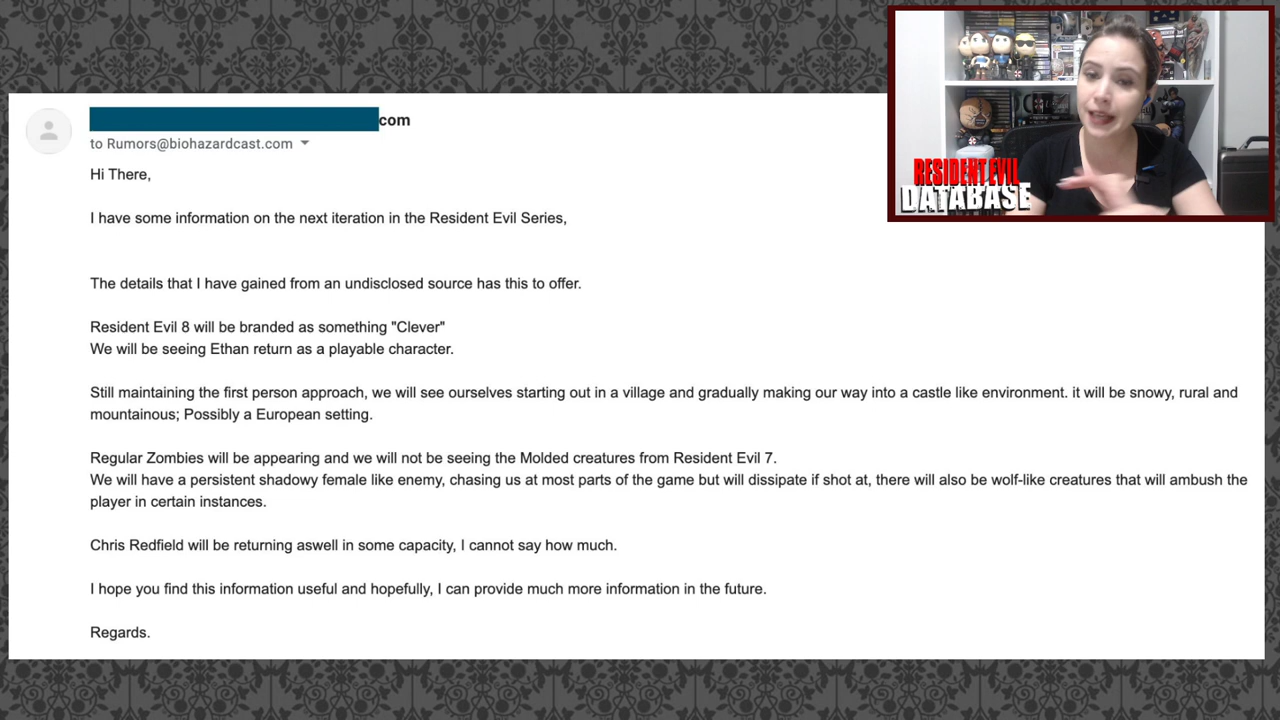 com
to Rumors@biohazardcast.com
Hi There,
I have some information on the next iteration in the Resident Evil Series,
The details that I have gained from an undisclosed source has this to offer.
Resident Evil 8 will be branded as something "Clever"
We will be seeing Ethan return as a playable character.
Still maintaining the first person approach, we will see ourselves starting out in a village and gradually making our way into a castle like environment. it will be snowy, rural and
mountainous; Possibly a European setting.
Regular Zombies will be appearing and we will not be seeing the Molded creatures from Resident Evil 7.
We will have a persistent shadowy female like enemy, chasing us at most parts of the game but will dissipate if shot at, there will also be wolf-like creatures that will ambush the
player in certain instances.
Chris Redfield will be returning aswell in some capacity, I cannot say how much.
I hope you find this information useful and hopefully, I can provide much more information in the future.
Regards.
RESIDENT EVIL
DATABASE